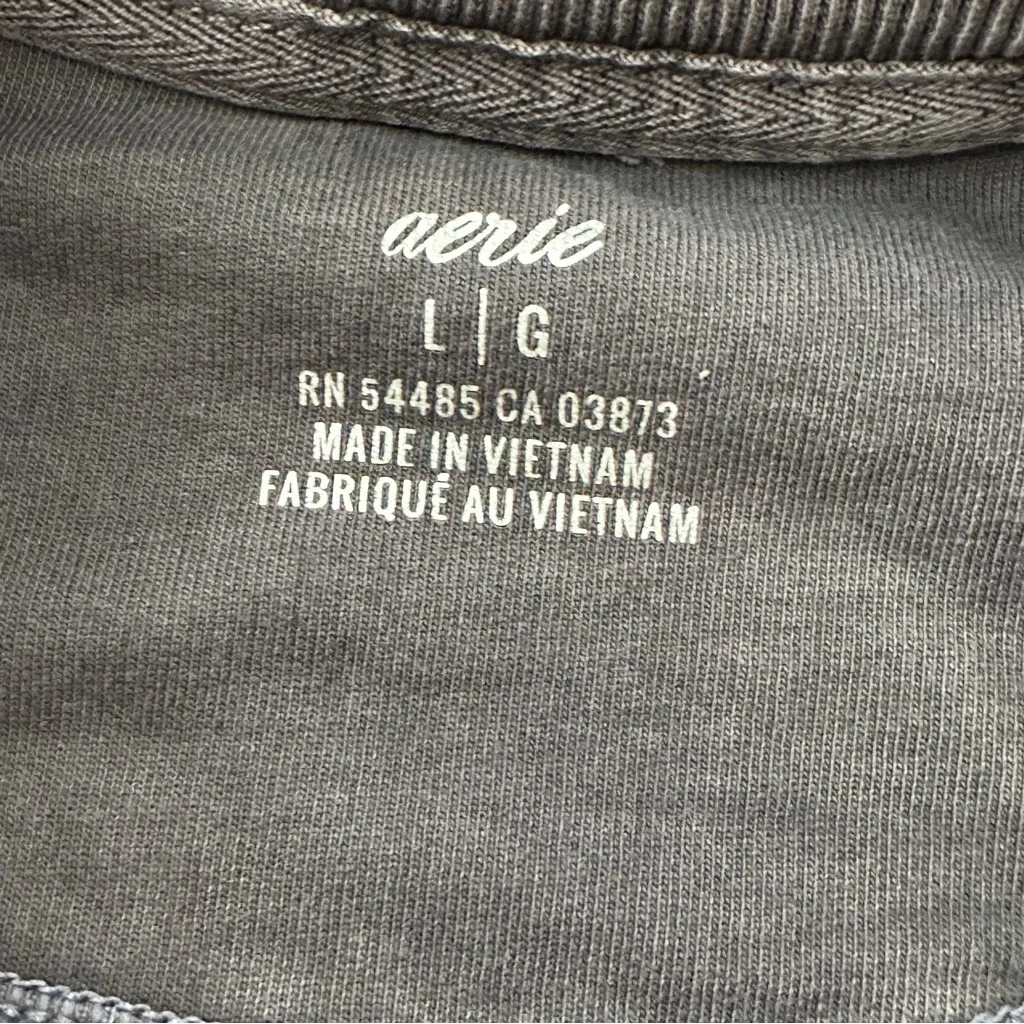 aerie
L | G
RN 54485 CA 03873
MADE IN VIETNAM
FABRIQUÉ AU VIETNAM